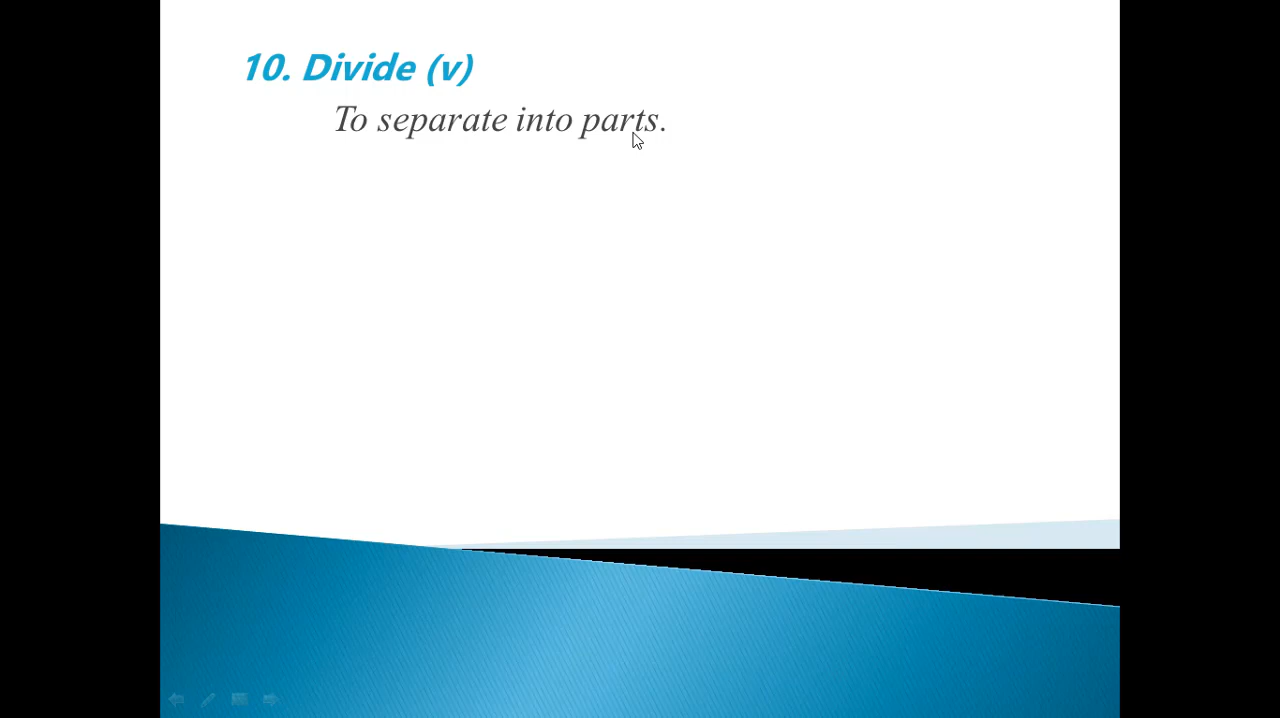 10. Divide (v)
To separate into parts.